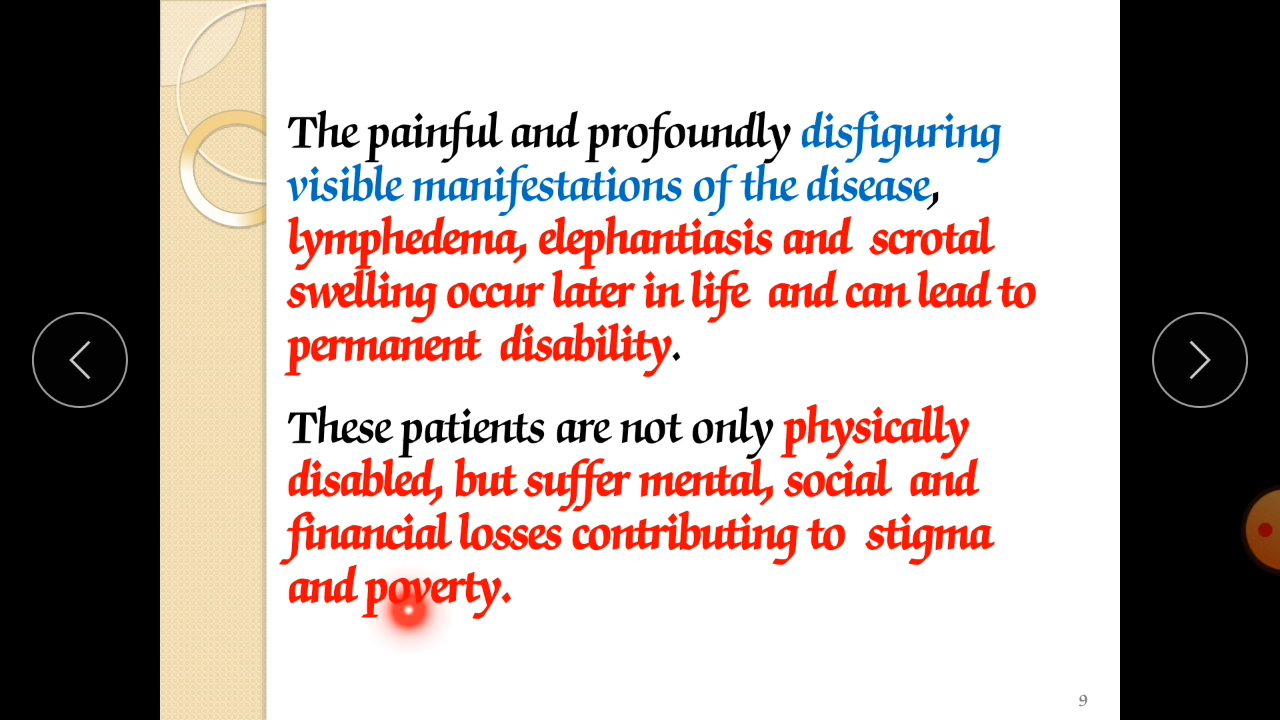 The painful and profoundly disfiguring
visible manifestations of the disease,
lymphedema, elephantiasis and scrotal
swelling occur later in life and can lead to
permanent disability.
These patients are not only physically
disabled, but suffer mental, social and
financial losses contributing to stigma
and poverty.
9